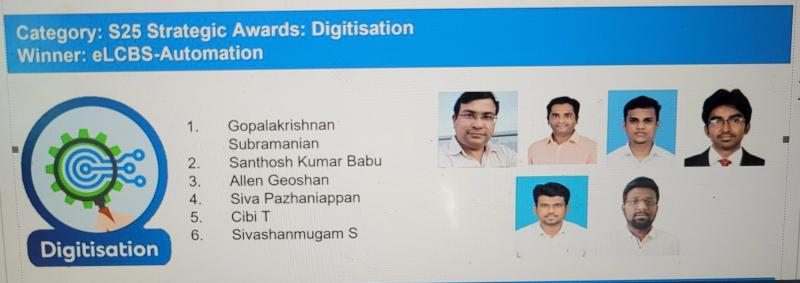 Category: S25 Strategic Awards: Digitisation
Winner: eLCBS-Automation
1. Gopalakrishnan
Subramanian
2. Santhosh Kumar Babu
3. Allen Geoshan
4. Siva Pazhaniappan
5. Cibi T
6. Sivashanmugam S
Digitisation